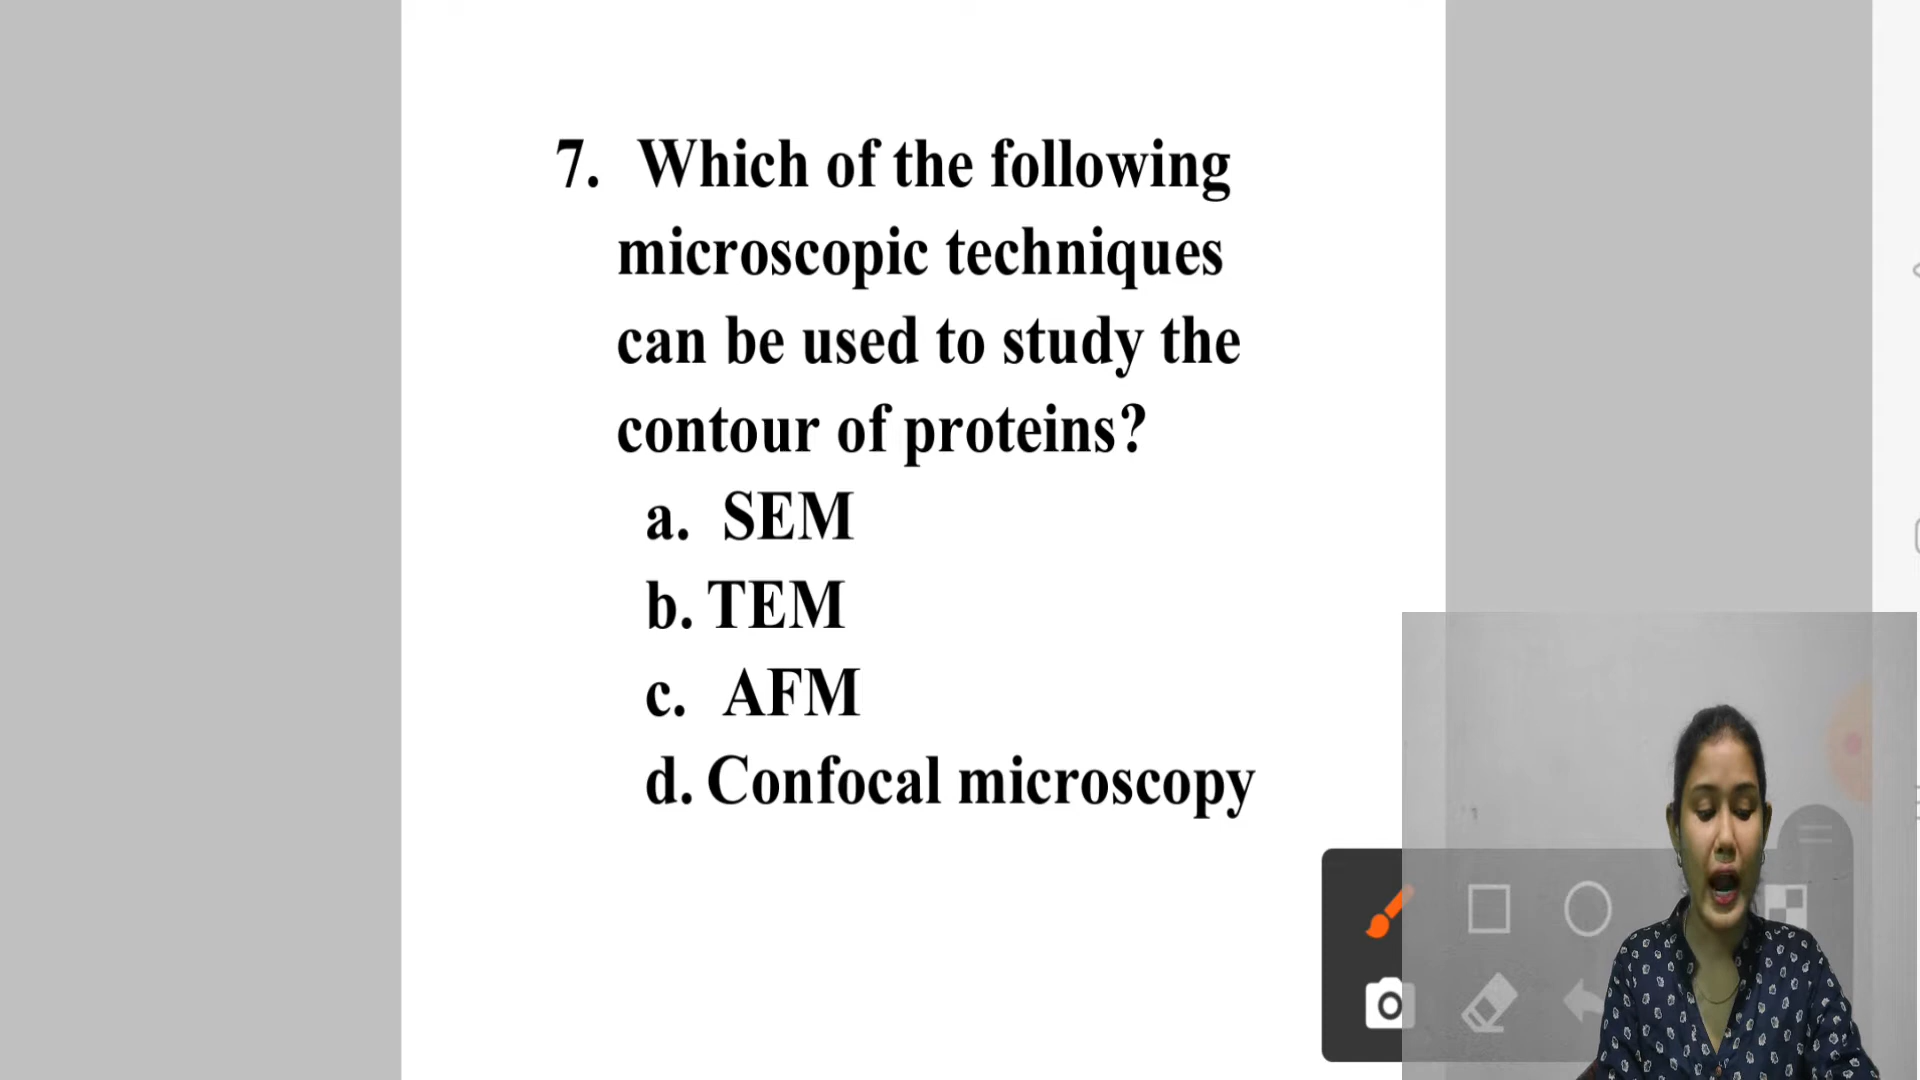 7. Which of the following
microscopic techniques
can be used to study the
contour of proteins?
a. SEM
b. TEM
c. AFM
d. Confocal microscopy